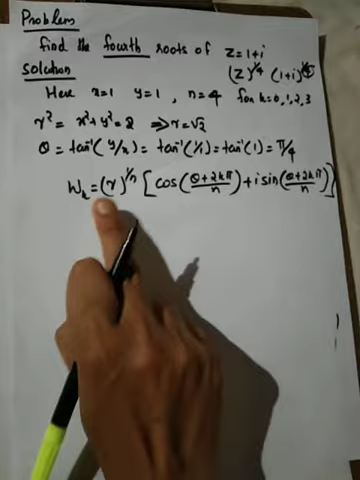 Problem
find the fourth roots of z=1+i
Solution (z)^1/4 (1+i)^1/4
Here x=1 y=1 , n=4 for k=0,1,2,3
r² = x²+y² = 2 ⇒ r=√2
θ = tan⁻¹(y/x) = tan⁻¹(1/1) = tan⁻¹(1) = π/4
W_k = (r)^1/n [cos(θ+2kπ/n) + i sin(θ+2kπ/n)]